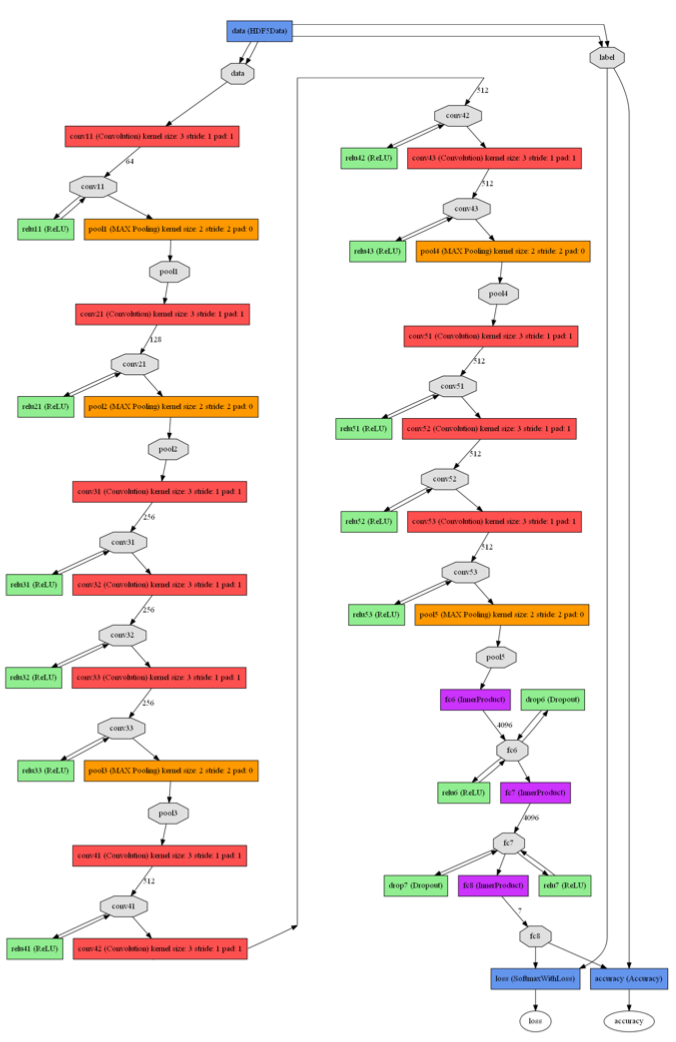 data (HDF5Data)
label
data
conv11 (Convolution) kernel size: 3 stride: 1 pad: 1
64
conv11
relu11 (ReLU)
pool1 (MAX Pooling) kernel size: 2 stride: 2 pad: 0
pool1
conv21 (Convolution) kernel size: 3 stride: 1 pad: 1
128
conv21
relu21 (ReLU)
pool2 (MAX Pooling) kernel size: 2 stride: 2 pad: 0
pool2
conv31 (Convolution) kernel size: 3 stride: 1 pad: 1
256
conv31
relu31 (ReLU)
conv32 (Convolution) kernel size: 3 stride: 1 pad: 1
256
conv32
relu32 (ReLU)
conv33 (Convolution) kernel size: 3 stride: 1 pad: 1
256
conv33
relu33 (ReLU)
pool3 (MAX Pooling) kernel size: 2 stride: 2 pad: 0
pool3
conv41 (Convolution) kernel size: 3 stride: 1 pad: 1
512
conv41
relu41 (ReLU)
conv42 (Convolution) kernel size: 3 stride: 1 pad: 1
512
conv42
relu42 (ReLU)
conv43 (Convolution) kernel size: 3 stride: 1 pad: 1
512
conv43
relu43 (ReLU)
pool4 (MAX Pooling) kernel size: 2 stride: 2 pad: 0
pool4
conv51 (Convolution) kernel size: 3 stride: 1 pad: 1
512
conv51
relu51 (ReLU)
conv52 (Convolution) kernel size: 3 stride: 1 pad: 1
512
conv52
relu52 (ReLU)
conv53 (Convolution) kernel size: 3 stride: 1 pad: 1
512
conv53
relu53 (ReLU)
pool5 (MAX Pooling) kernel size: 2 stride: 2 pad: 0
pool5
fc6 (InnerProduct)
drop6 (Dropout)
4096
fc6
relu6 (ReLU)
fc7 (InnerProduct)
4096
fc7
drop7 (Dropout)
fc8 (InnerProduct)
relu7 (ReLU)
7
fc8
loss (SoftmaxWithLoss)
accuracy (Accuracy)
loss
accuracy